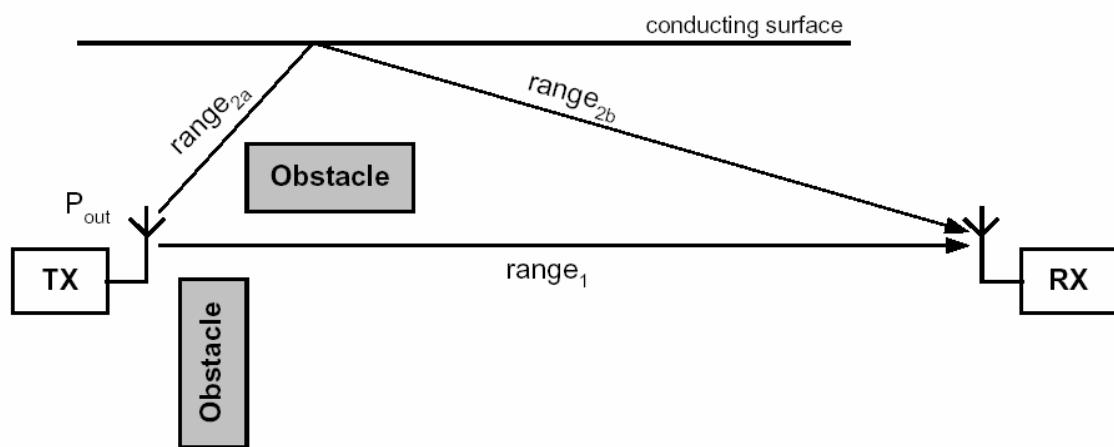 conducting surface
range2a
range2b
Obstacle
Pout
TX
range1
RX
Obstacle